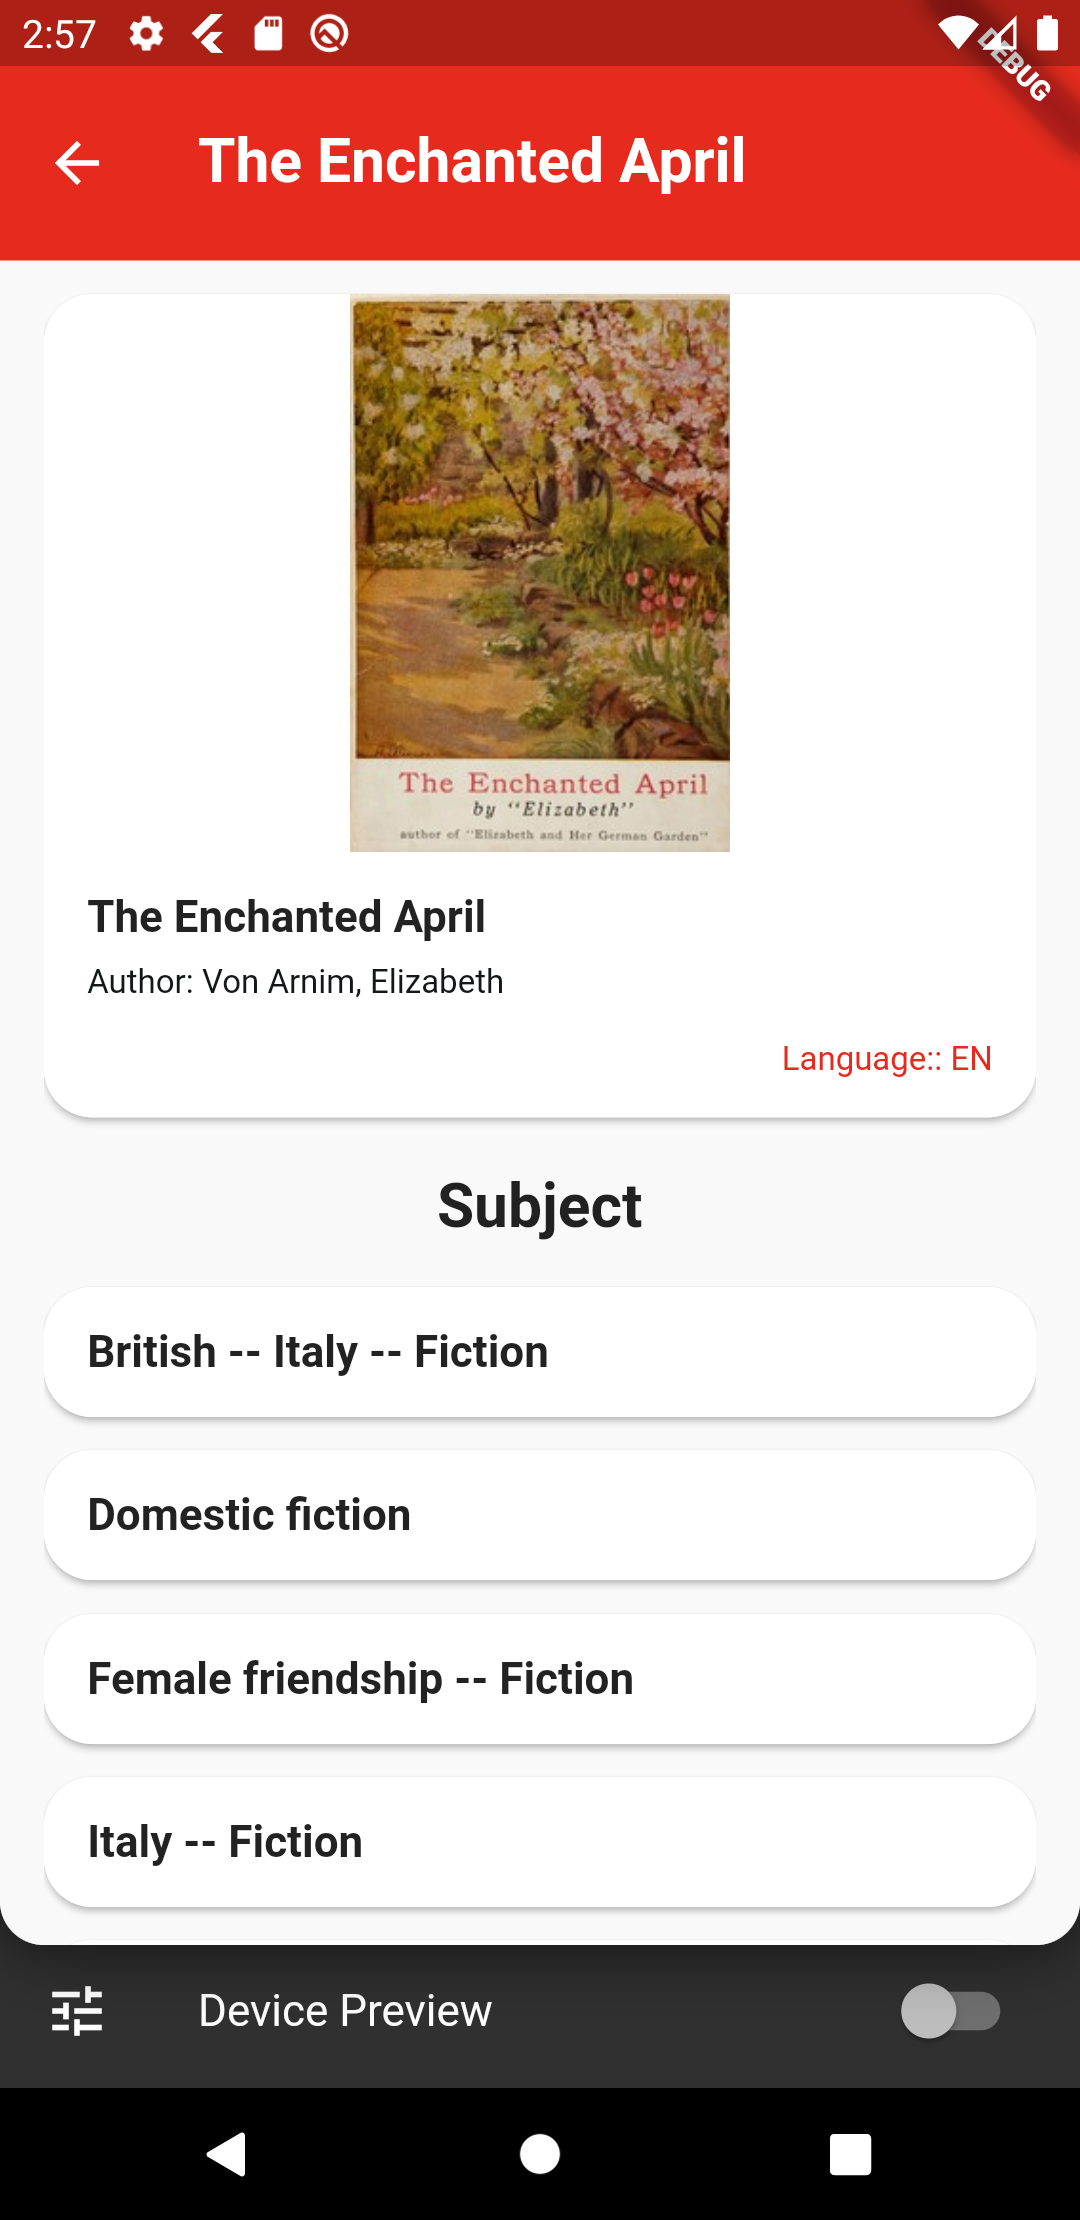 2:57
DEBUG
The Enchanted April
The Enchanted April
by "Elizabeth"
author of "Elizabeth and Her German Garden"
The Enchanted April
Author: Von Arnim, Elizabeth
Language:: EN
Subject
British -- Italy -- Fiction
Domestic fiction
Female friendship -- Fiction
Italy -- Fiction
Device Preview